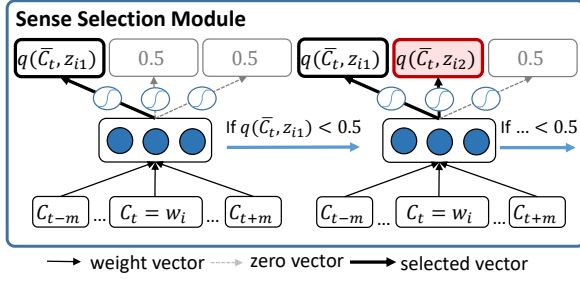 Sense Selection Module
q(C̅ₜ, zᵢ₁) 0.5 0.5 q(C̅ₜ, zᵢ₁) q(C̅ₜ, zᵢ₂) 0.5
If q(C̅ₜ, zᵢ₁) < 0.5 If ... < 0.5
Cₜ₋ₘ ... Cₜ = wᵢ ... Cₜ₊ₘ Cₜ₋ₘ ... Cₜ = wᵢ ... Cₜ₊ₘ
weight vector zero vector selected vector